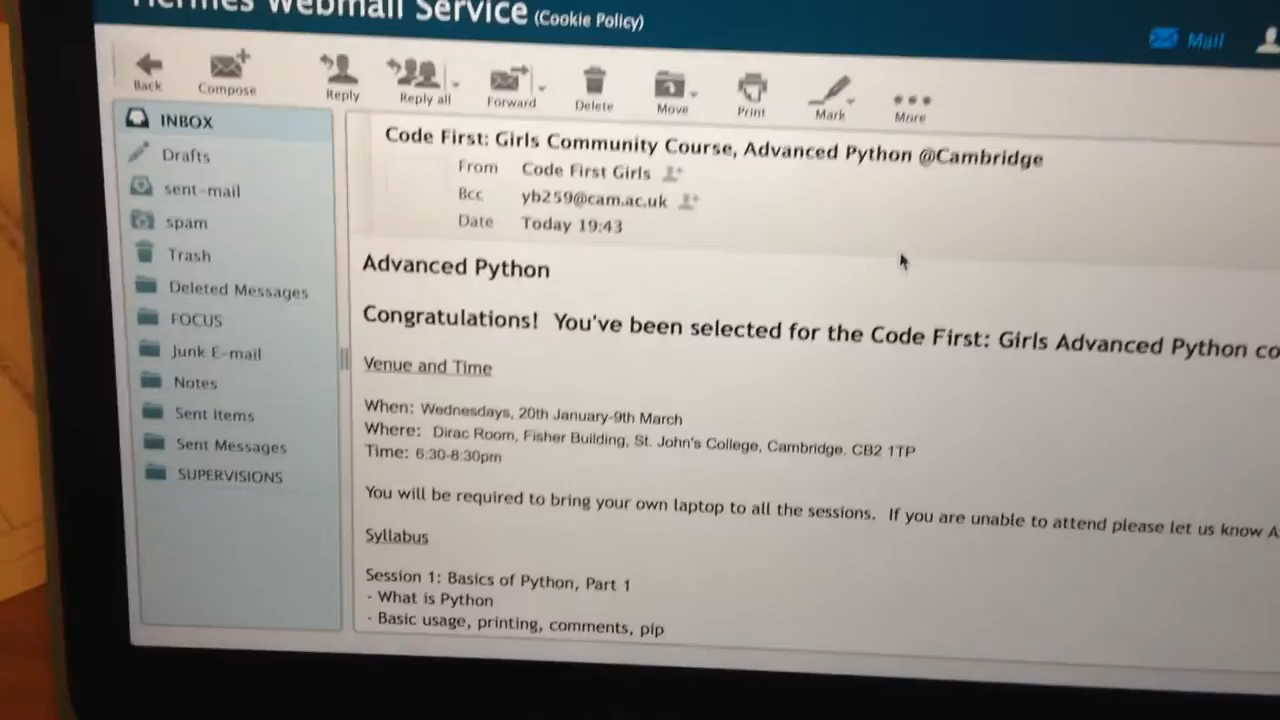 Hermes Webmail Service (Cookie Policy)
Mail
Back
Compose
Reply
Reply all
Forward
Delete
Move
Print
Mark
More
INBOX
Drafts
sent-mail
spam
Trash
Deleted Messages
FOCUS
Junk E-mail
Notes
Sent Items
Sent Messages
SUPERVISIONS
Code First: Girls Community Course, Advanced Python @Cambridge
From Code First Girls
Bcc yb259@cam.ac.uk
Date Today 19:43
Advanced Python
Congratulations! You've been selected for the Code First: Girls Advanced Python co
Venue and Time
When: Wednesdays, 20th January-9th March
Where: Dirac Room, Fisher Building, St. John's College, Cambridge. CB2 1TP
Time: 6:30-8:30pm
You will be required to bring your own laptop to all the sessions. If you are unable to attend please let us know A
Syllabus
Session 1: Basics of Python, Part 1
- What is Python
- Basic usage, printing, comments, pip